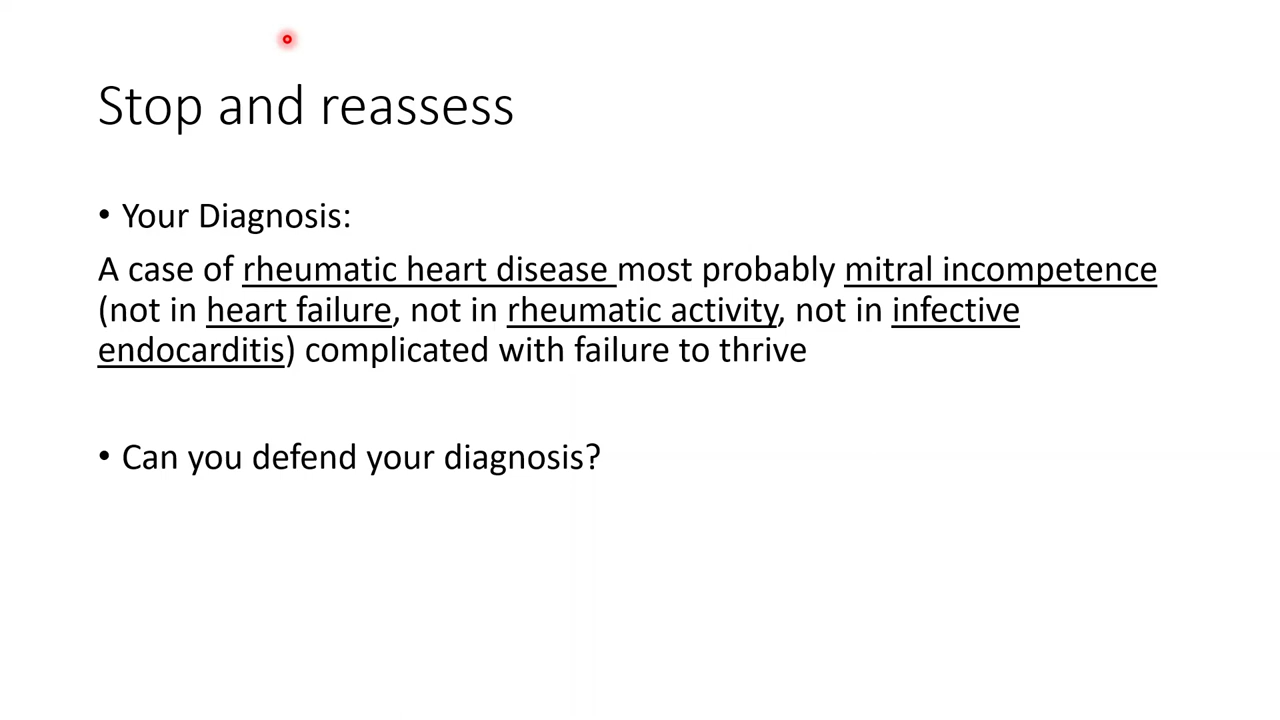 Stop and reassess
• Your Diagnosis:
A case of rheumatic heart disease most probably mitral incompetence
(not in heart failure, not in rheumatic activity, not in infective
endocarditis) complicated with failure to thrive
• Can you defend your diagnosis?